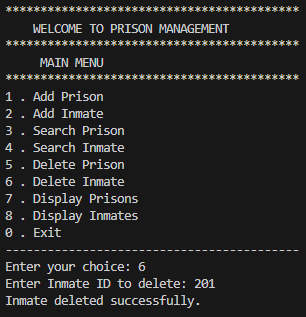 ******************************************
WELCOME TO PRISON MANAGEMENT
******************************************
MAIN MENU
******************************************
1 . Add Prison
2 . Add Inmate
3 . Search Prison
4 . Search Inmate
5 . Delete Prison
6 . Delete Inmate
7 . Display Prisons
8 . Display Inmates
0 . Exit
------------------------------------------
Enter your choice: 6
Enter Inmate ID to delete: 201
Inmate deleted successfully.